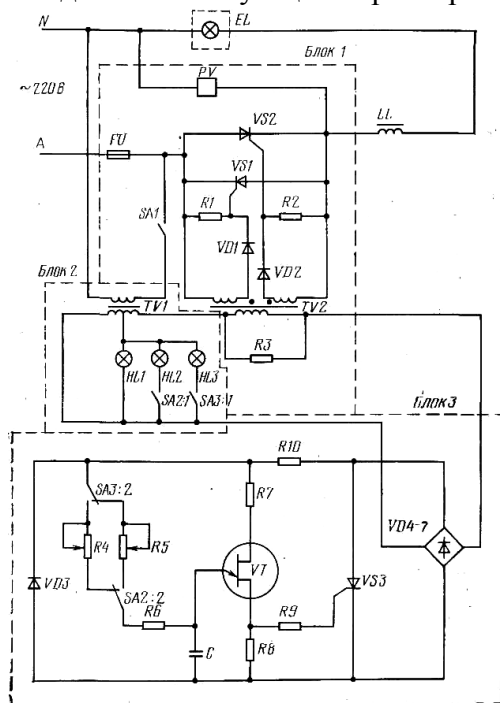 N
EL
Блок 1
PV
~220В
VS2
LL
A
FU
VS1
R1
R2
SA1
VD1
VD2
Блок 2
TV1
TV2
R3
HL1
HL2
HL3
SA2:1
SA3:1
Блок 3
R10
SA3:2
R7
VD4-7
R4
R5
VD3
VT
VS3
SA2:2
R6
R9
C
R8